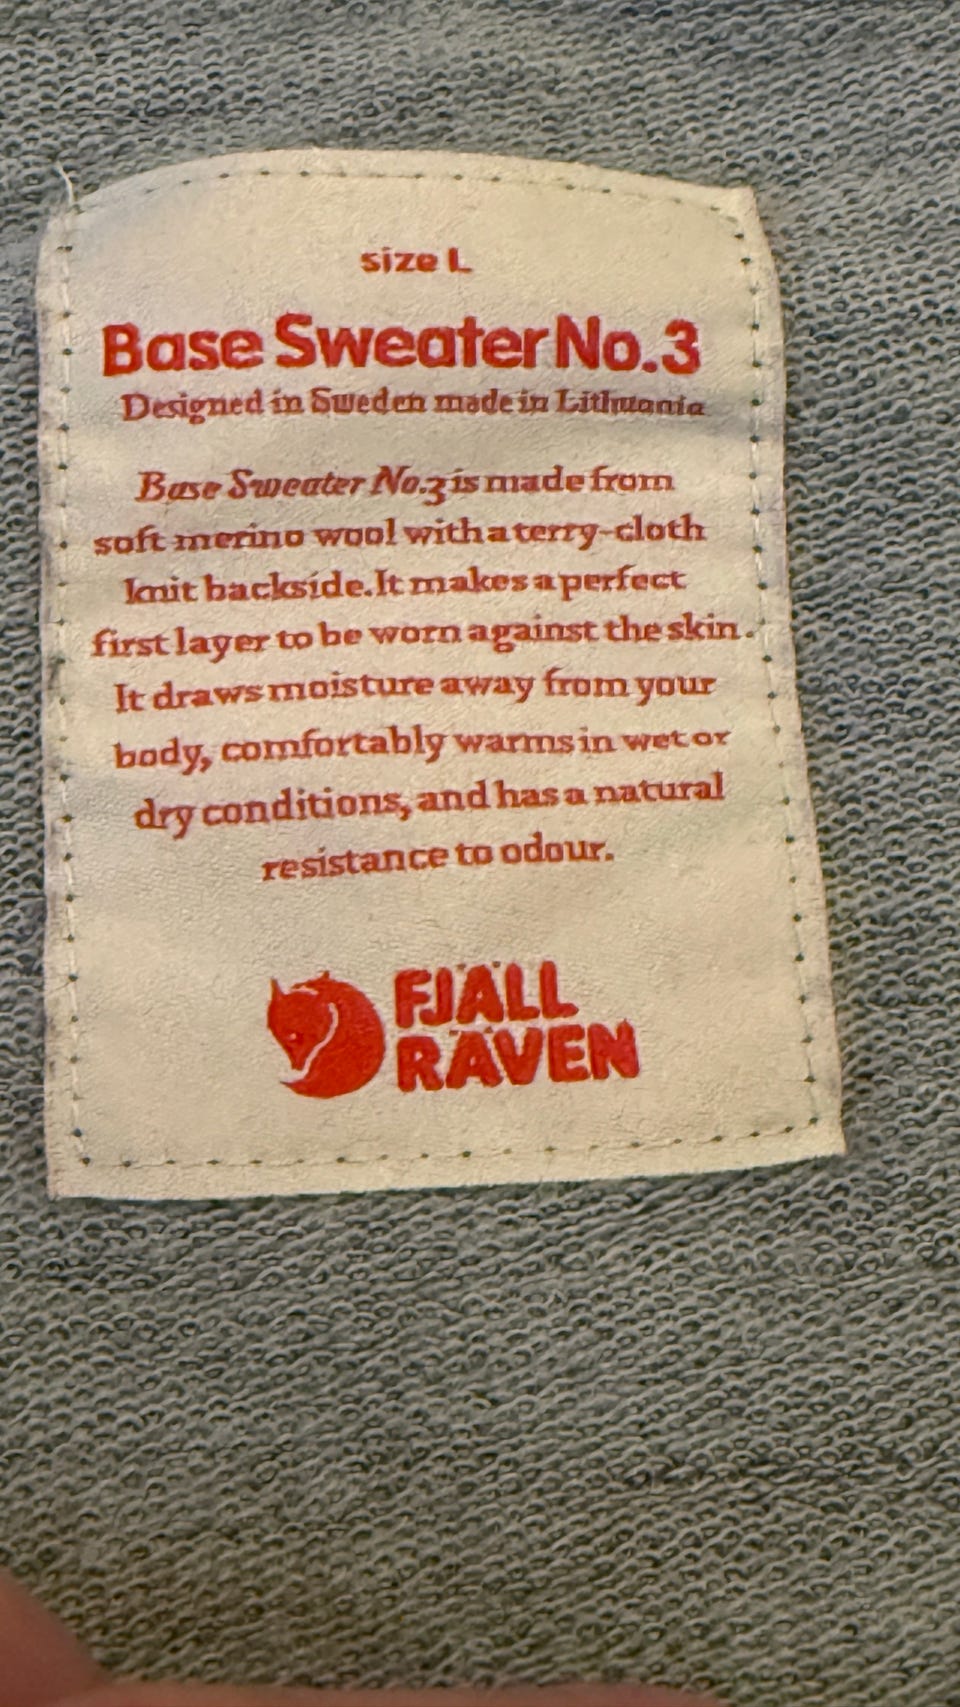 size L
Base Sweater No.3
Designed in Sweden made in Lithuania
Base Sweater No.3 is made from
soft merino wool with a terry-cloth
knit backside. It makes a perfect
first layer to be worn against the skin.
It draws moisture away from your
body, comfortably warms in wet or
dry conditions, and has a natural
resistance to odour.
FJÄLL
RÄVEN